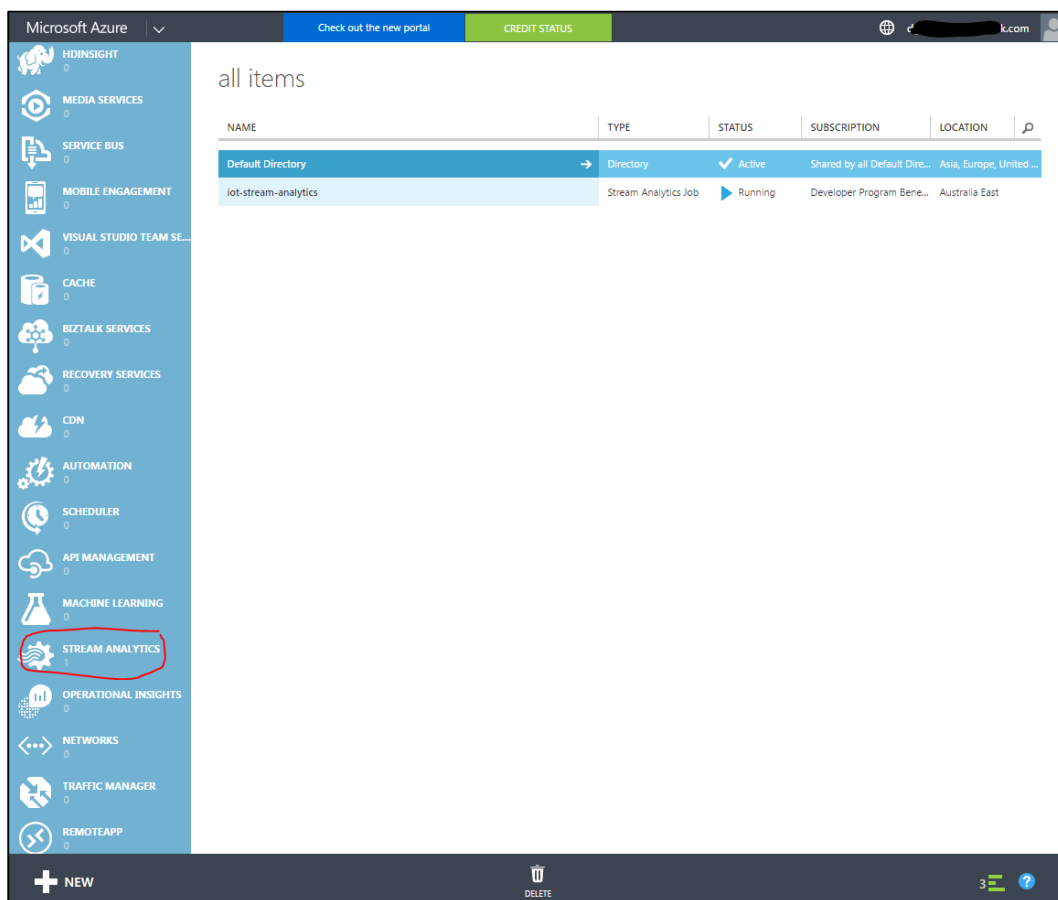 Microsoft Azure
Check out the new portal
CREDIT STATUS
k.com
HDINSIGHT
0
MEDIA SERVICES
0
SERVICE BUS
0
MOBILE ENGAGEMENT
0
VISUAL STUDIO TEAM SE...
0
CACHE
0
BIZTALK SERVICES
0
RECOVERY SERVICES
0
CDN
0
AUTOMATION
0
SCHEDULER
0
API MANAGEMENT
0
MACHINE LEARNING
0
STREAM ANALYTICS
1
OPERATIONAL INSIGHTS
0
NETWORKS
0
TRAFFIC MANAGER
0
REMOTEAPP
0
all items
NAME TYPE STATUS SUBSCRIPTION LOCATION
Default Directory Directory Active Shared by all Default Dire... Asia, Europe, United ...
iot-stream-analytics Stream Analytics Job Running Developer Program Bene... Australia East
NEW
DELETE
3
?